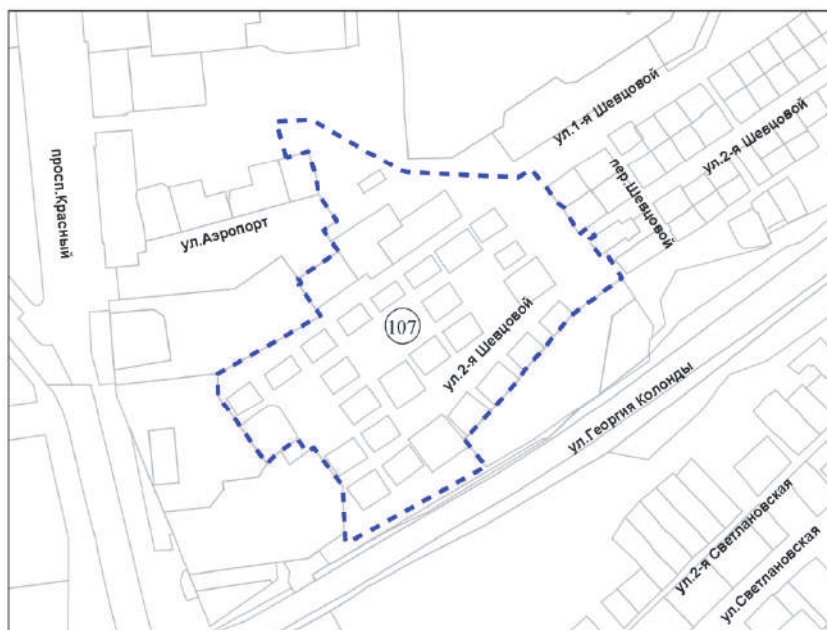 ул.1-я Шевцовой
ул.2-я Шевцовой
пер.Шевцовой
просп.Красный
ул.Аэропорт
107
ул.2-я Шевцовой
ул.Георгия Колонды
ул.2-я Светлановская
ул.Светлановская